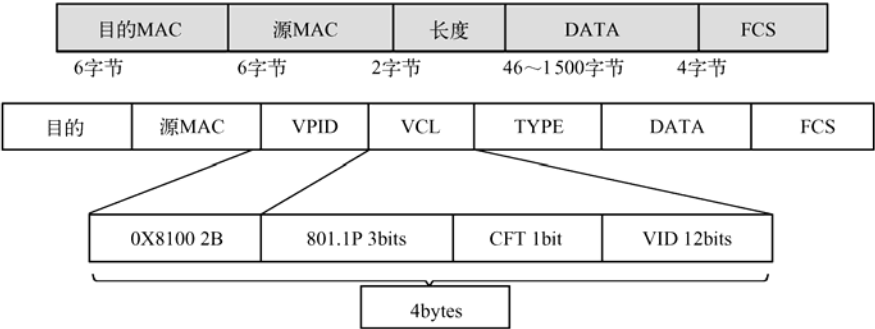 目的MAC 源MAC 长度 DATA FCS
6字节 6字节 2字节 46～1500字节 4字节
目的 源MAC VPID VCL TYPE DATA FCS
0X8100 2B 801.1P 3bits CFT 1bit VID 12bits
4bytes